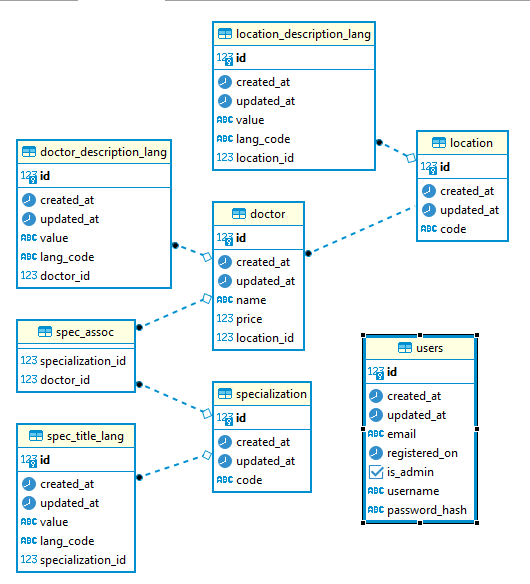 location_description_lang
123 id
created_at
updated_at
ABC value
ABC lang_code
123 location_id
location
123 id
created_at
updated_at
ABC code
doctor_description_lang
123 id
created_at
updated_at
ABC value
ABC lang_code
123 doctor_id
doctor
123 id
created_at
updated_at
ABC name
123 price
123 location_id
spec_assoc
123 specialization_id
123 doctor_id
users
123 id
created_at
updated_at
ABC email
registered_on
is_admin
ABC username
ABC password_hash
specialization
123 id
created_at
updated_at
ABC code
spec_title_lang
123 id
created_at
updated_at
ABC value
ABC lang_code
123 specialization_id